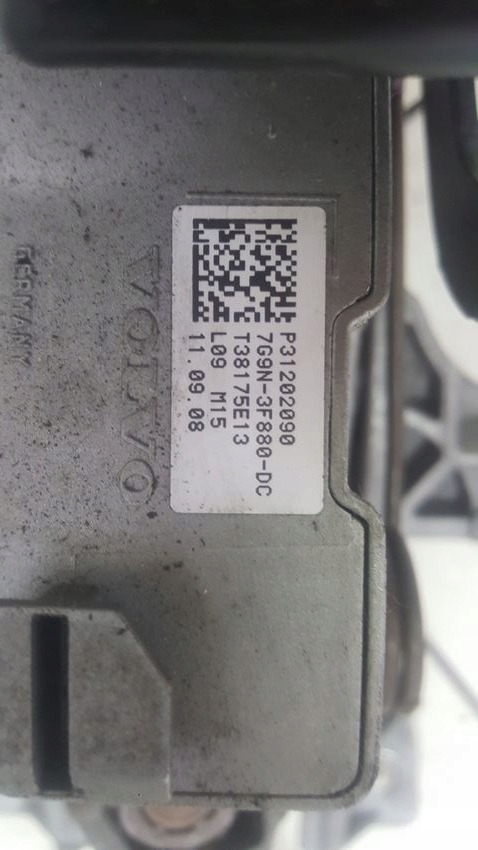 P31202090
7G9N-3F880-DC
T38175E13
L09 M15
11.09.08
VOLVO
GERMANY